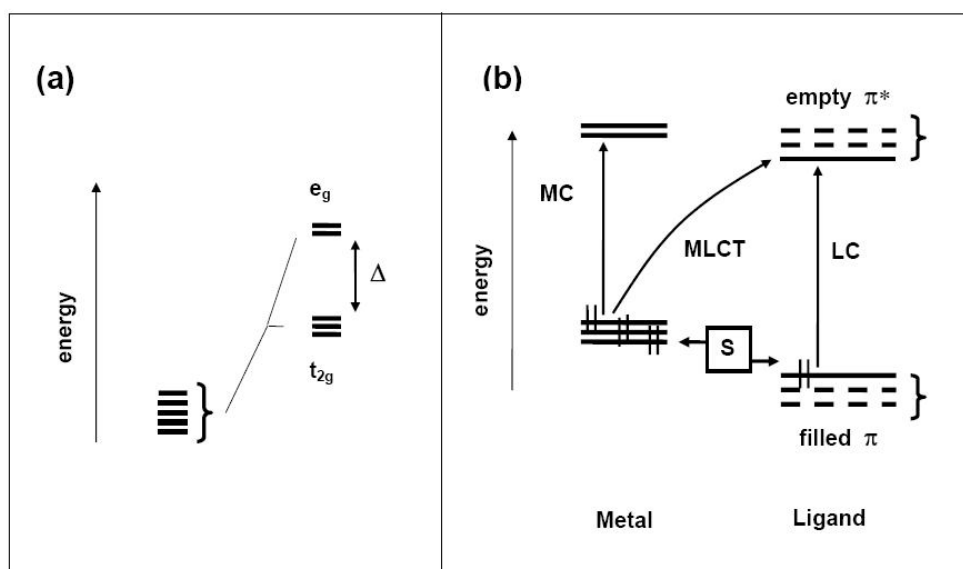 (a)
energy
e_g
Δ
t_2g
(b)
energy
empty π*
MC
MLCT
LC
S
filled π
Metal
Ligand